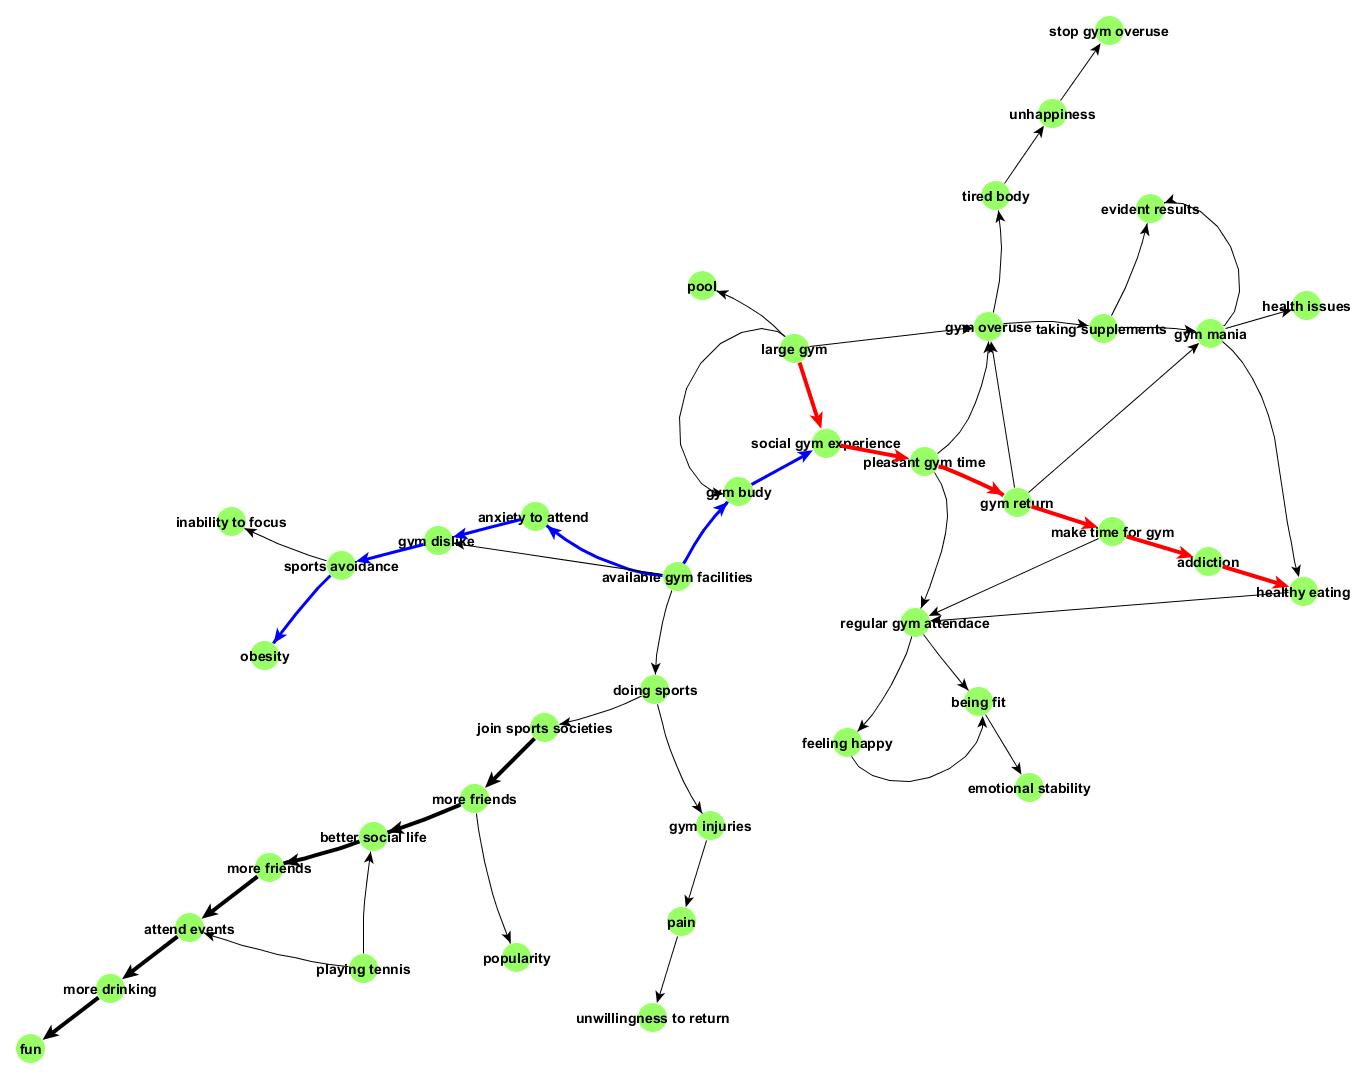 stop gym overuse
unhappiness
tired body
evident results
pool
health issues
gym overuse
taking supplements
gym mania
large gym
social gym experience
pleasant gym time
gym budy
gym return
inability to focus
anxiety to attend
make time for gym
gym dislike
addiction
sports avoidance
available gym facilities
healthy eating
regular gym attendace
obesity
doing sports
being fit
join sports societies
feeling happy
emotional stability
more friends
gym injuries
better social life
more friends
pain
attend events
popularity
playing tennis
more drinking
unwillingness to return
fun